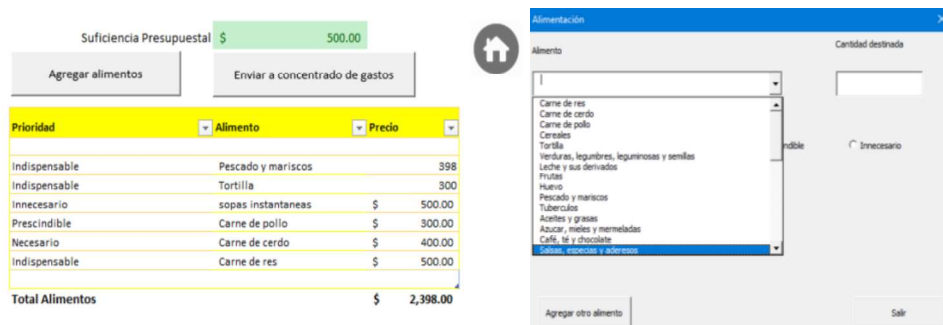 Suficiencia Presupuestal $ 500.00
Agregar alimentos
Enviar a concentrado de gastos
Prioridad Alimento Precio
Indispensable Pescado y mariscos 398
Indispensable Tortilla 300
Innecesario sopas instantaneas $ 500.00
Prescindible Carne de pollo $ 300.00
Necesario Carne de cerdo $ 400.00
Indispensable Carne de res $ 500.00
Total Alimentos $ 2,398.00
Alimentación
Alimento
Cantidad destinada
Carne de res
Carne de cerdo
Carne de pollo
Cereales
Tortilla
Verduras, legumbres, leguminosas y semillas
Leche y sus derivados
Frutas
Huevo
Pescado y mariscos
Tuberculos
Aceites y grasas
Azucar, mieles y mermeladas
Café, té y chocolate
Salsas, especias y aderesos
ndible
Innecesario
Agregar otro alimento
Salir